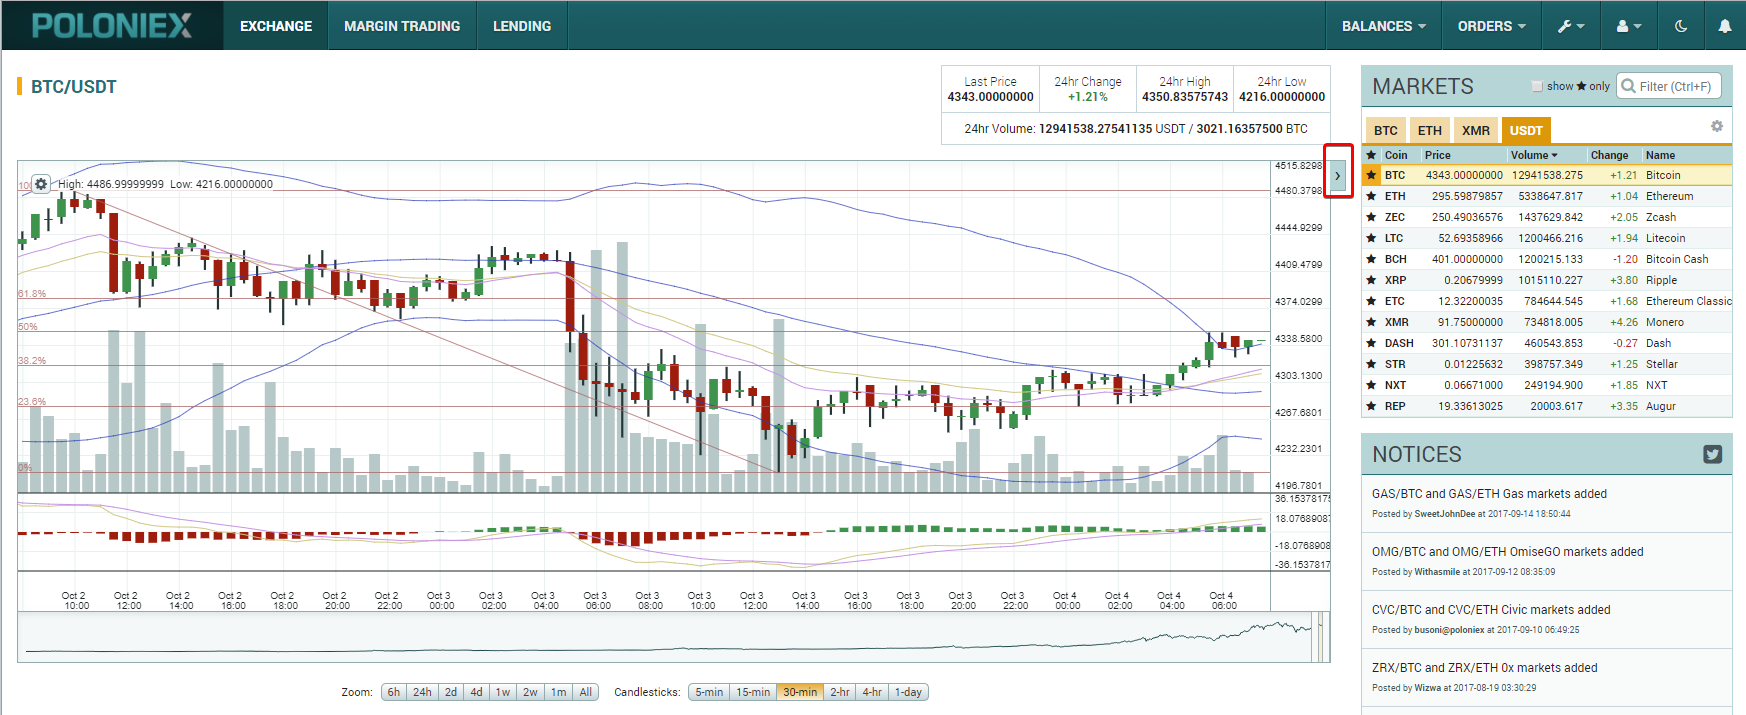 POLONIEX
EXCHANGE
MARGIN TRADING
LENDING
BALANCES
ORDERS
BTC/USDT
Last Price
4343.00000000
24hr Change
+1.21%
24hr High
4350.83575743
24hr Low
4216.00000000
24hr Volume: 12941538.27541135 USDT / 3021.16357500 BTC
High: 4486.99999999 Low: 4216.00000000
61.8%
50%
38.2%
23.6%
0%
4515.8298
4480.3798
4444.9299
4409.4799
4374.0299
4338.5800
4303.1300
4267.6801
4232.2301
4196.7801
36.1537817
18.0768908
-18.0768908
-36.1537817
Oct 2 10:00
Oct 2 12:00
Oct 2 14:00
Oct 2 16:00
Oct 2 18:00
Oct 2 20:00
Oct 2 22:00
Oct 3 00:00
Oct 3 02:00
Oct 3 04:00
Oct 3 06:00
Oct 3 08:00
Oct 3 10:00
Oct 3 12:00
Oct 3 14:00
Oct 3 16:00
Oct 3 18:00
Oct 3 20:00
Oct 3 22:00
Oct 4 00:00
Oct 4 02:00
Oct 4 04:00
Oct 4 06:00
Zoom: 6h 24h 2d 4d 1w 2w 1m All
Candlesticks: 5-min 15-min 30-min 2-hr 4-hr 1-day
MARKETS
show ★ only
Filter (Ctrl+F)
BTC ETH XMR USDT
★ Coin Price Volume Change Name
★ BTC 4343.00000000 12941538.275 +1.21 Bitcoin
★ ETH 295.59879857 5338647.817 +1.04 Ethereum
★ ZEC 250.49036576 1437629.842 +2.05 Zcash
★ LTC 52.69358966 1200466.216 +1.94 Litecoin
★ BCH 401.00000000 1200215.133 -1.20 Bitcoin Cash
★ XRP 0.20679999 1015110.227 +3.80 Ripple
★ ETC 12.32200035 784644.545 +1.68 Ethereum Classic
★ XMR 91.75000000 734818.005 +4.26 Monero
★ DASH 301.10731137 460543.853 -0.27 Dash
★ STR 0.01225632 398757.349 +1.25 Stellar
★ NXT 0.06671000 249194.900 +1.85 NXT
★ REP 19.33613025 20003.617 +3.35 Augur
NOTICES
GAS/BTC and GAS/ETH Gas markets added
Posted by SweetJohnDee at 2017-09-14 18:50:44
OMG/BTC and OMG/ETH OmiseGO markets added
Posted by Withasmile at 2017-09-12 08:35:09
CVC/BTC and CVC/ETH Civic markets added
Posted by busoni@poloniex at 2017-09-10 06:49:25
ZRX/BTC and ZRX/ETH 0x markets added
Posted by Wizwa at 2017-08-19 03:30:29